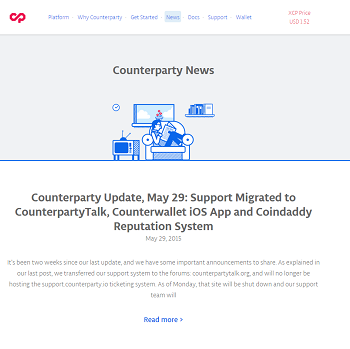 Platform Why Counterparty Get Started News Docs Support Wallet
XCP Price
USD 1.52
Counterparty News
Counterparty Update, May 29: Support Migrated to
CounterpartyTalk, Counterwallet iOS App and Coindaddy
Reputation System
May 29, 2015
It's been two weeks since our last update, and we have some important announcements to share. As explained in
our last post, we transferred our support system to the forums: counterpartytalk.org, and will no longer be
hosting the support.counterparty.io ticketing system. As of Monday, that site will be shut down and our support
team will
Read more >